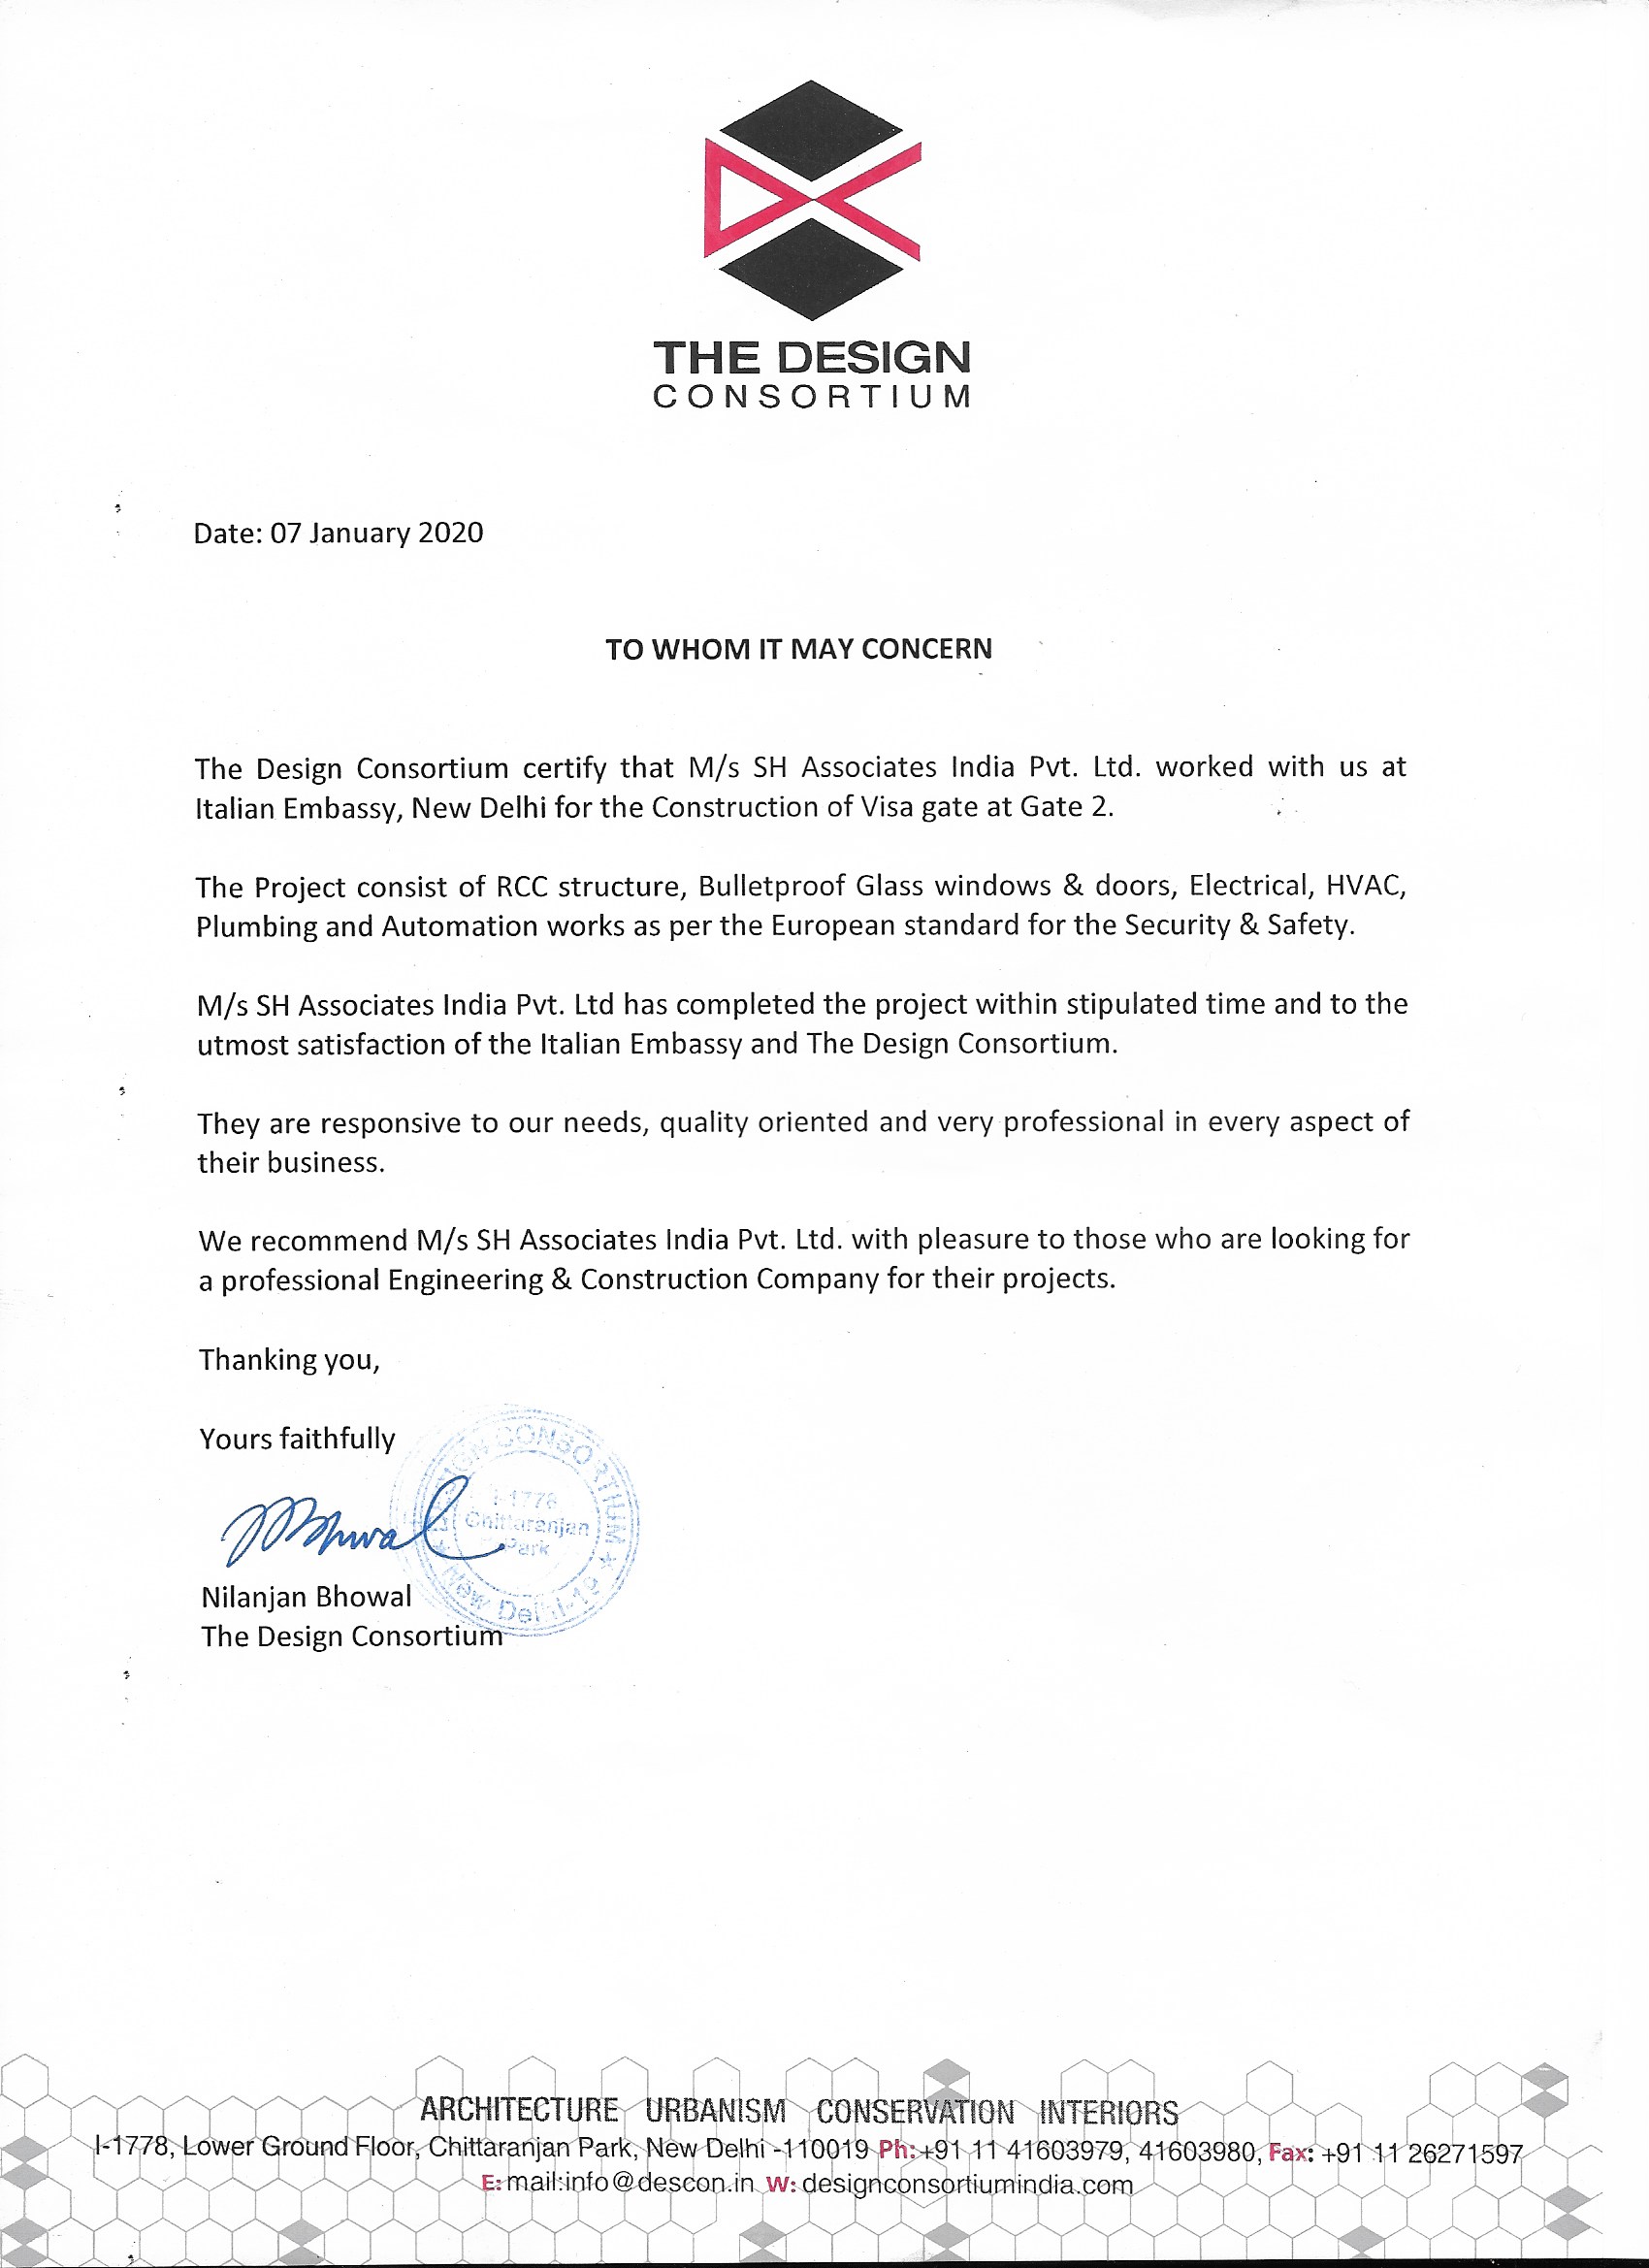 THE DESIGN
CONSORTIUM
Date: 07 January 2020
TO WHOM IT MAY CONCERN
The Design Consortium certify that M/s SH Associates India Pvt. Ltd. worked with us at
Italian Embassy, New Delhi for the Construction of Visa gate at Gate 2.
The Project consist of RCC structure, Bulletproof Glass windows & doors, Electrical, HVAC,
Plumbing and Automation works as per the European standard for the Security & Safety.
M/s SH Associates India Pvt. Ltd has completed the project within stipulated time and to the
utmost satisfaction of the Italian Embassy and The Design Consortium.
They are responsive to our needs, quality oriented and very professional in every aspect of
their business.
We recommend M/s SH Associates India Pvt. Ltd. with pleasure to those who are looking for
a professional Engineering & Construction Company for their projects.
Thanking you,
Yours faithfully
CONSORTIUM
I-1778
Chittaranjan
Park
New Delhi-19
Nilanjan Bhowal
The Design Consortium
ARCHITECTURE URBANISM CONSERVATION INTERIORS
I-1778, Lower Ground Floor, Chittaranjan Park, New Delhi -110019 Ph: +91 11 41603979, 41603980, Fax: +91 11 26271597
E: mail:info@descon.in W: designconsortiumindia.com